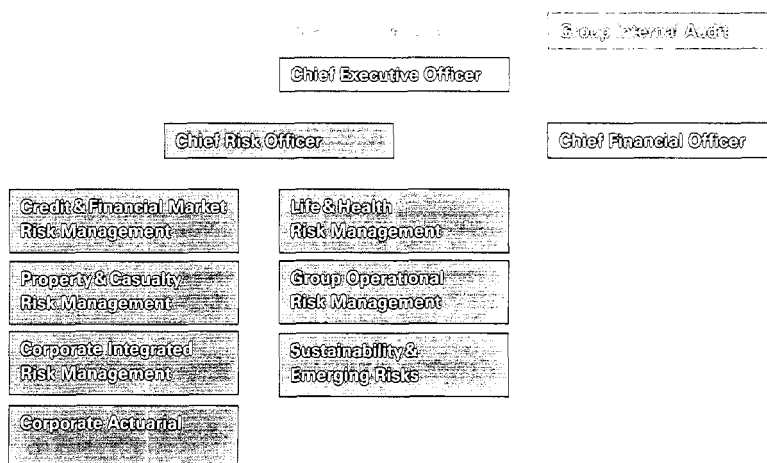 Group Internal Audit
Chief Executive Officer
Chief Risk Officer
Chief Financial Officer
Credit & Financial Market
Risk Management
Life & Health
Risk Management
Property & Casualty
Risk Management
Group Operational
Risk Management
Corporate Integrated
Risk Management
Sustainability &
Emerging Risks
Corporate Actuarial